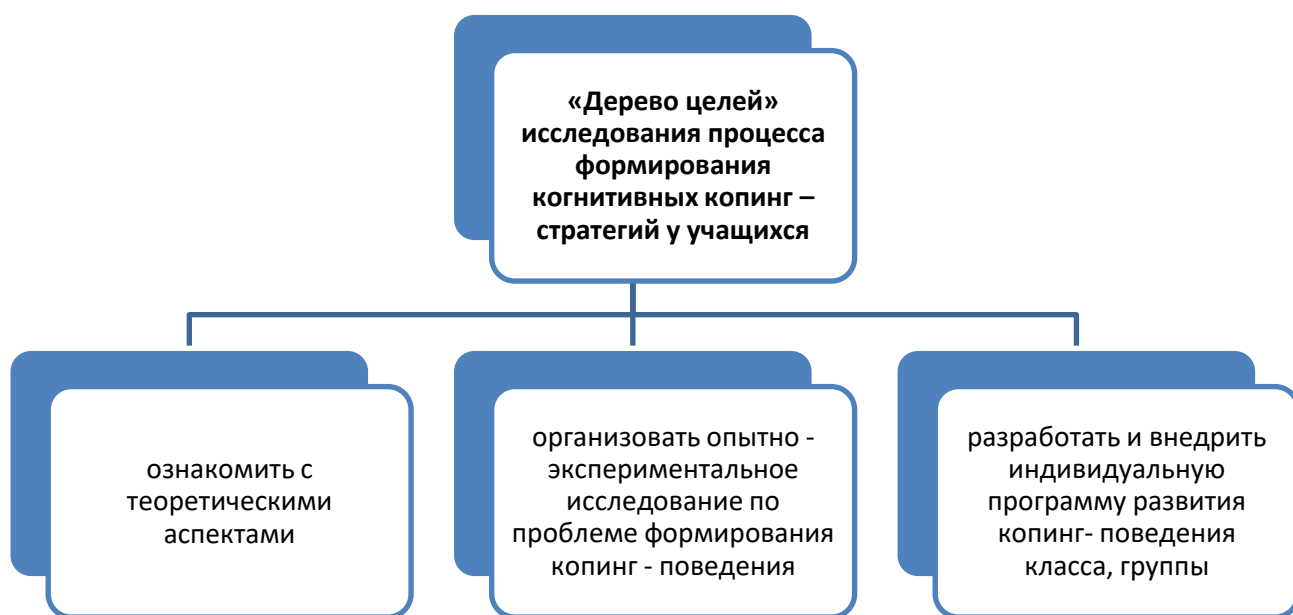 «Дерево целей»
исследования процесса
формирования
когнитивных копинг –
стратегий у учащихся
ознакомить с
теоретическими
аспектами
организовать опытно -
экспериментальное
исследование по
проблеме формирования
копинг - поведения
разработать и внедрить
индивидуальную
программу развития
копинг- поведения
класса, группы